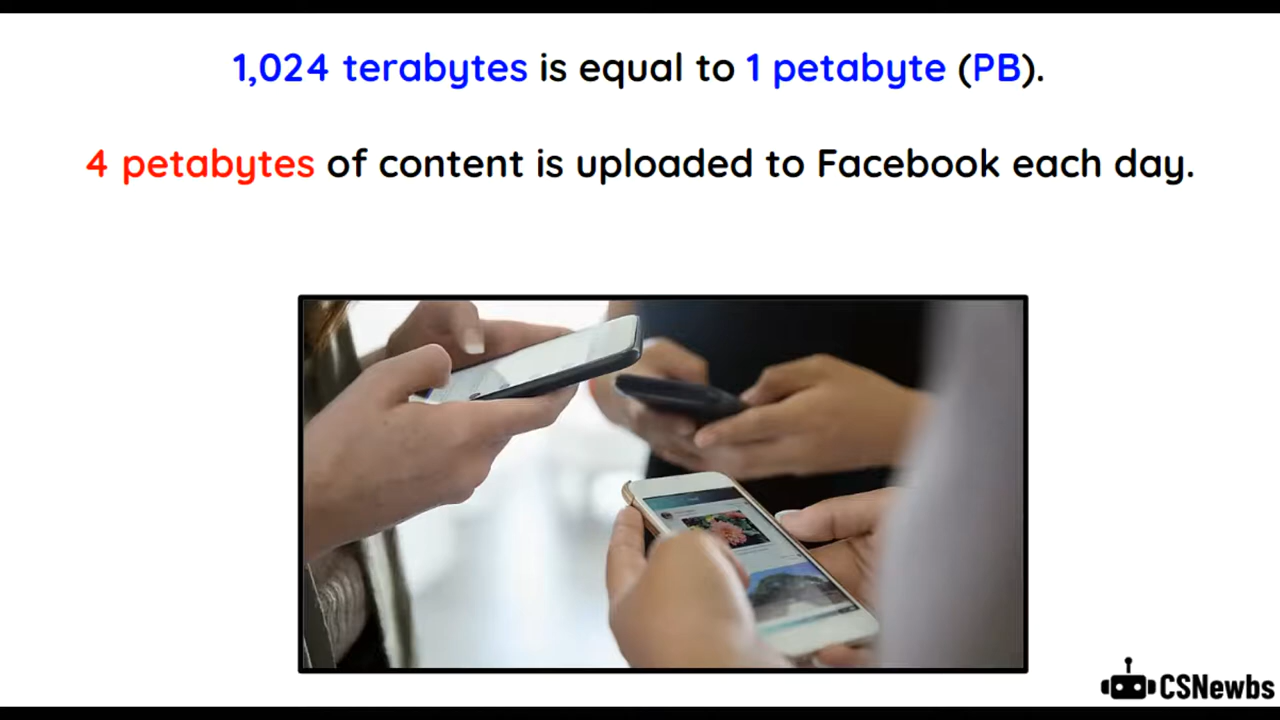 1,024 terabytes is equal to 1 petabyte (PB).
4 petabytes of content is uploaded to Facebook each day.
CSNewbs